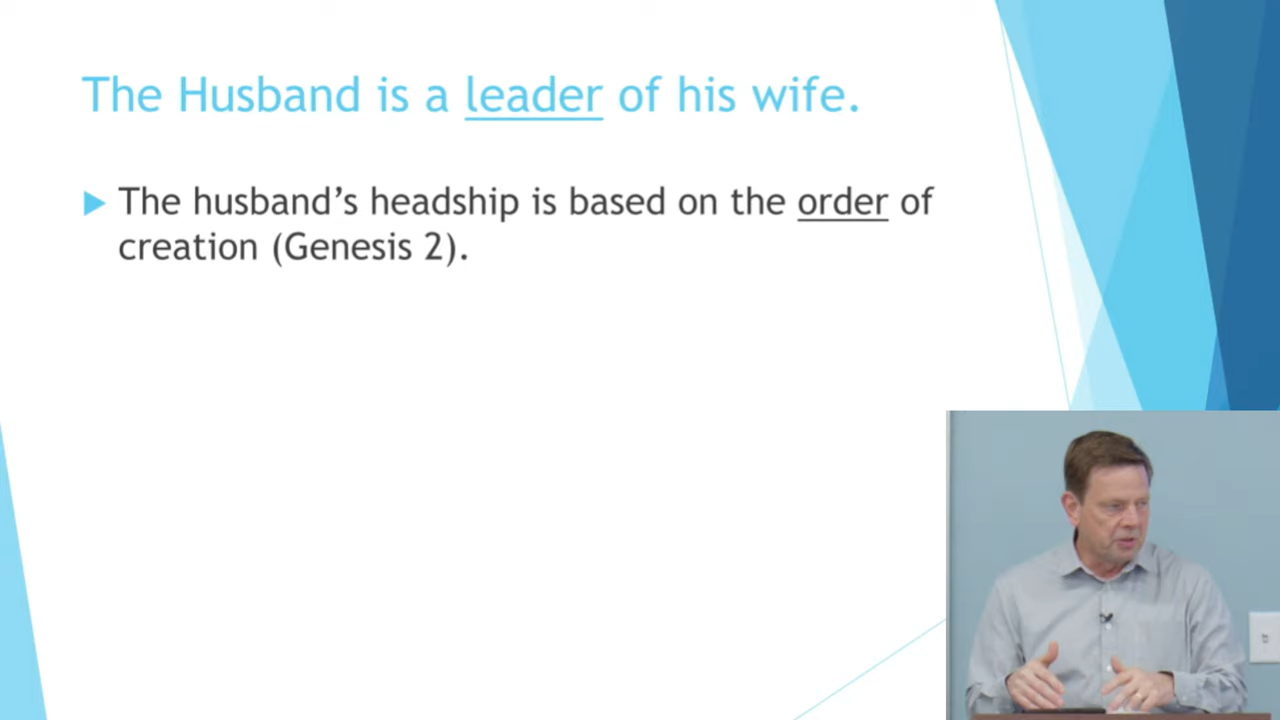 The Husband is a leader of his wife.
The husband’s headship is based on the order of
creation (Genesis 2).